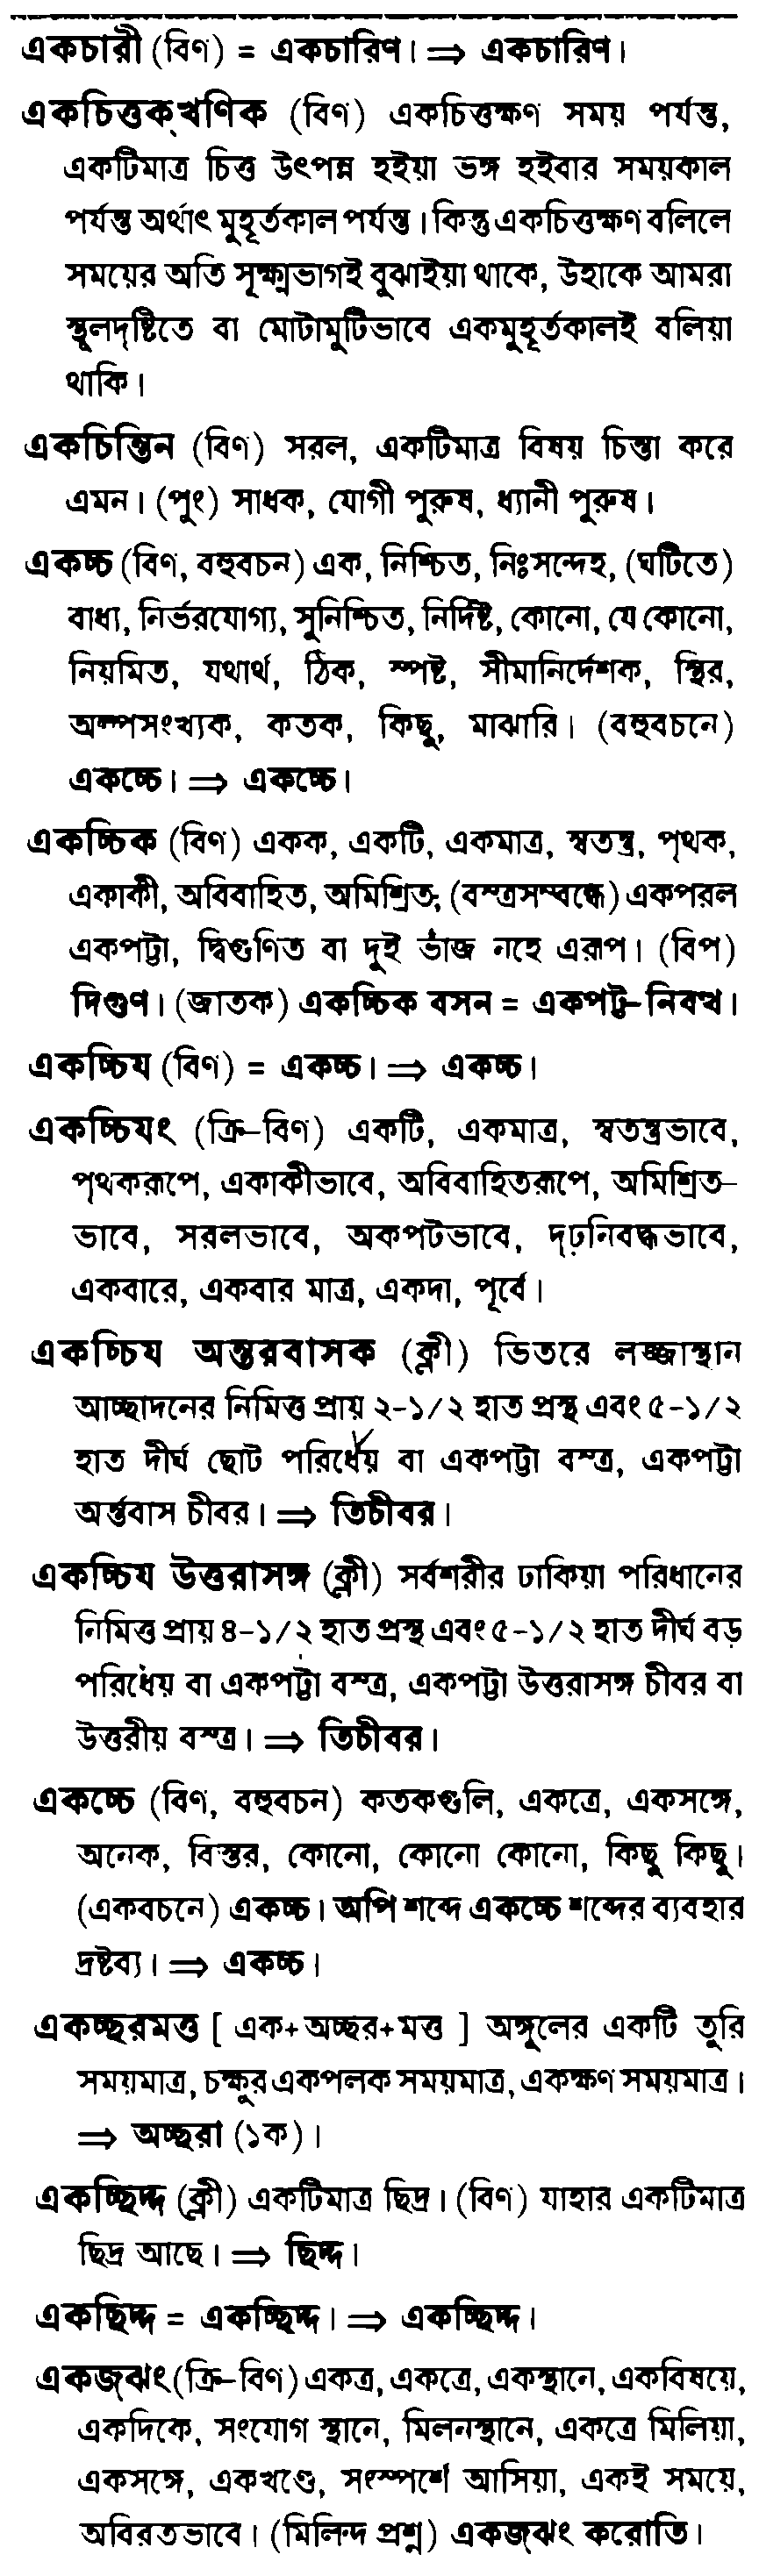 একচারী (বিণ) = একচারিণ। ⇒ একচারিণ।
একচিত্তক্খণিক (বিণ) একচিত্তক্ষণ সময় পর্যন্ত,
একটিমাত্র চিত্ত উৎপন্ন হইয়া ভঙ্গ হইবার সময়কাল
পর্যন্ত অর্থাৎ মুহূর্তকাল পর্যন্ত। কিন্তু একচিত্তক্ষণ বলিলে
সময়ের অতি সূক্ষ্মভাগই বুঝাইয়া থাকে, উহাকে আমরা
স্থূলদৃষ্টিতে বা মোটামুটিভাবে একমুহূর্তকালই বলিয়া
থাকি।
একচিন্তিন (বিণ) সরল, একটিমাত্র বিষয় চিন্তা করে
এমন। (পুং) সাধক, যোগী পুরুষ, ধ্যানী পুরুষ।
একচ্চ (বিণ, বহুবচন) এক, নিশ্চিত, নিঃসন্দেহ, (ঘটিতে)
বাধ্য, নির্ভরযোগ্য, সুনিশ্চিত, নির্দিষ্ট, কোনো, যে কোনো,
নিয়মিত, যথার্থ, ঠিক, স্পষ্ট, সীমানির্দেশক, স্থির,
অল্পসংখ্যক, কতক, কিছু, মাঝারি। (বহুবচনে)
একচ্চে। ⇒ একচ্চে।
একচ্চিক (বিণ) একক, একটি, একমাত্র, স্বতন্ত্র, পৃথক,
একাকী, অবিবাহিত, অমিশ্রিত; (বস্ত্রসম্বন্ধে) একপরল
একপট্টা, দ্বিগুণিত বা দুই ভাঁজ নহে এরূপ। (বিপ)
দিগুণ। (জাতক) একচ্চিক বসন = একপট্ট-নিবত্থ।
একচ্চিয (বিণ) = একচ্চ। ⇒ একচ্চ।
একচ্চিযং (ক্রি-বিণ) একটি, একমাত্র, স্বতন্ত্রভাবে,
পৃথকরূপে, একাকীভাবে, অবিবাহিতরূপে, অমিশ্রিত-
ভাবে, সরলভাবে, অকপটভাবে, দৃঢ়নিবদ্ধভাবে,
একবারে, একবার মাত্র, একদা, পূর্বে।
একচ্চিয অন্তরবাসক (ক্লী) ভিতরে লজ্জাস্থান
আচ্ছাদনের নিমিত্ত প্রায় ২-১/২ হাত প্রস্থ এবং ৫-১/২
হাত দীর্ঘ ছোট পরিধেয় বা একপট্টা বস্ত্র, একপট্টা
অর্ন্তবাস চীবর। ⇒ তিচীবর।
একচ্চিয উত্তরাসঙ্গ (ক্লী) সর্বশরীর ঢাকিয়া পরিধানের
নিমিত্ত প্রায় ৪-১/২ হাত প্রস্থ এবং ৫-১/২ হাত দীর্ঘ বড়
পরিধেয় বা একপট্টা বস্ত্র, একপট্টা উত্তরাসঙ্গ চীবর বা
উত্তরীয় বস্ত্র। ⇒ তিচীবর।
একচ্চে (বিণ, বহুবচন) কতকগুলি, একত্রে, একসঙ্গে,
অনেক, বিস্তর, কোনো, কোনো কোনো, কিছু কিছু।
(একবচনে) একচ্চ। অপি শব্দে একচ্চে শব্দের ব্যবহার
দ্রষ্টব্য। ⇒ একচ্চ।
একচ্ছরমত্ত [ এক+অচ্ছর+মত্ত ] অঙ্গুলের একটি তুরি
সময়মাত্র, চক্ষুর একপলক সময়মাত্র, একক্ষণ সময়মাত্র।
⇒ অচ্ছরা (১ক)।
একচ্ছিদ্দ (ক্লী) একটিমাত্র ছিদ্র। (বিণ) যাহার একটিমাত্র
ছিদ্র আছে। ⇒ ছিদ্দ।
একছিদ্দ = একচ্ছিদ্দ। ⇒ একচ্ছিদ্দ।
একজ্ঝং (ক্রি-বিণ) একত্র, একত্রে, একস্থানে, একবিষয়ে,
একদিকে, সংযোগ স্থানে, মিলনস্থানে, একত্রে মিলিয়া,
একসঙ্গে, একখণ্ডে, সংস্পর্শে আসিয়া, একই সময়ে,
অবিরতভাবে। (মিলিন্দ প্রশ্ন) একজ্ঝং করোতি।